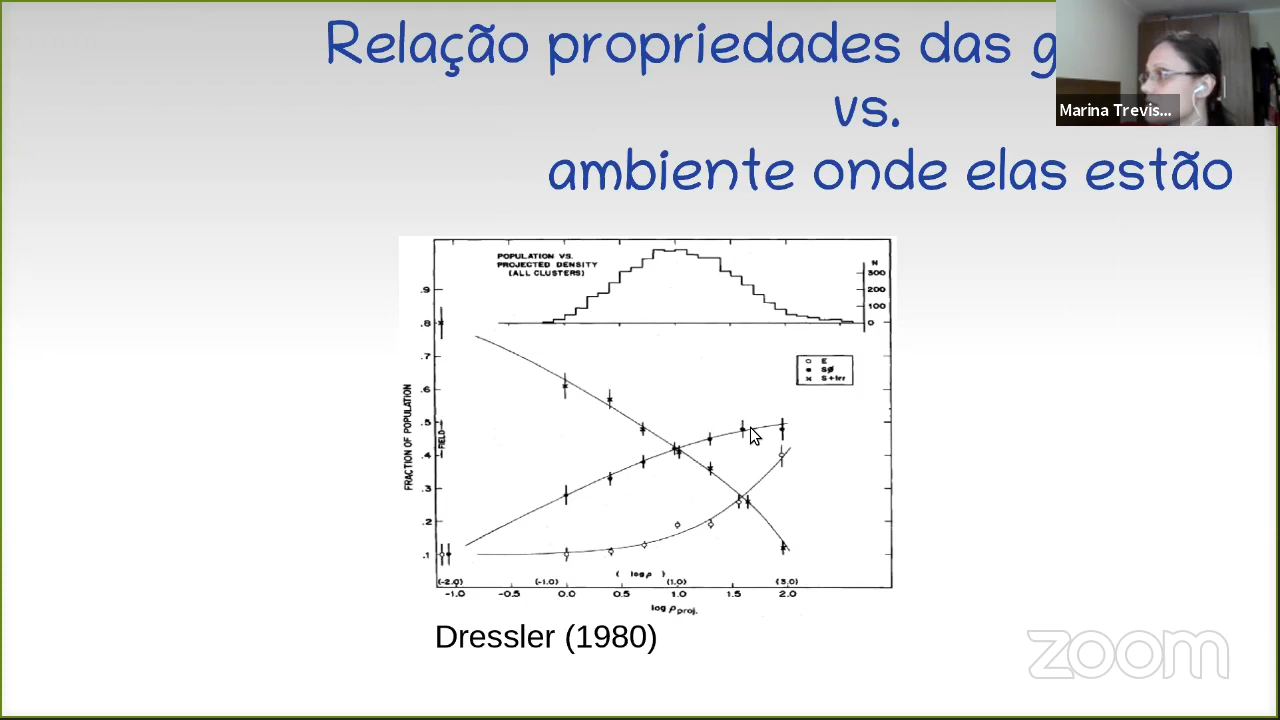 Relação propriedades das g
vs.
ambiente onde elas estão
Marina Trevis...
POPULATION VS.
PROJECTED DENSITY
(ALL CLUSTERS)
N
300
200
100
0
.9
.8
.7
.6
.5
.4
.3
.2
.1
FRACTION OF POPULATION
FIELD
E
SØ
S+Irr
(-2.0) (-1.0) (log ρ) (1.0) (3.0)
-1.0 -0.5 0.0 0.5 1.0 1.5 2.0
log ρ proj.
Dressler (1980)
zoom